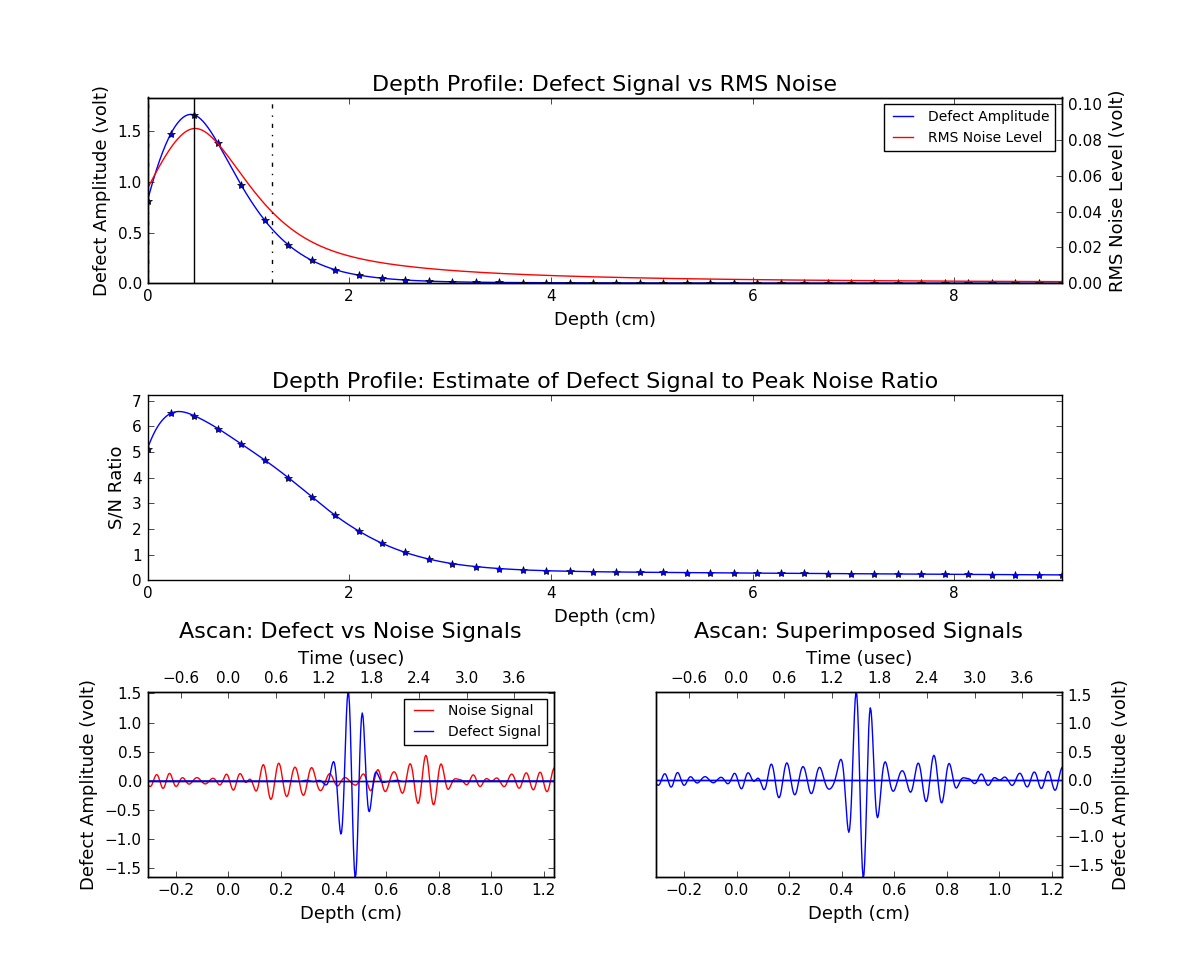 Depth Profile: Defect Signal vs RMS Noise
Defect Amplitude (volt)
1.5
1.0
0.5
0.0
Defect Amplitude
RMS Noise Level
0.10
0.08
0.06
0.04
0.02
0.00
RMS Noise Level (volt)
0 2 4 6 8
Depth (cm)
Depth Profile: Estimate of Defect Signal to Peak Noise Ratio
S/N Ratio
7
6
5
4
3
2
1
0
0 2 4 6 8
Depth (cm)
Ascan: Defect vs Noise Signals
Time (usec)
−0.6 0.0 0.6 1.2 1.8 2.4 3.0 3.6
Defect Amplitude (volt)
1.5
1.0
0.5
0.0
−0.5
−1.0
−1.5
Noise Signal
Defect Signal
−0.2 0.0 0.2 0.4 0.6 0.8 1.0 1.2
Depth (cm)
Ascan: Superimposed Signals
Time (usec)
−0.6 0.0 0.6 1.2 1.8 2.4 3.0 3.6
1.5
1.0
0.5
0.0
−0.5
−1.0
−1.5
Defect Amplitude (volt)
−0.2 0.0 0.2 0.4 0.6 0.8 1.0 1.2
Depth (cm)